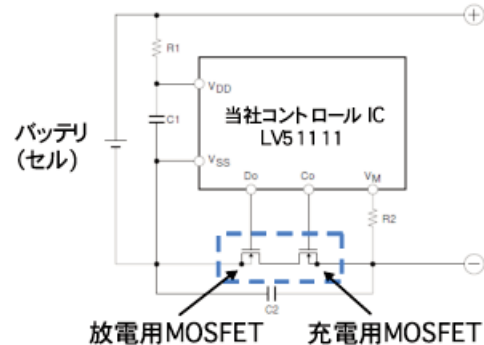 R1
VDD
当社コントロール IC
LV51111
C1
バッテリ
(セル)
VSS
Do
Co
VM
R2
C2
放電用MOSFET
充電用MOSFET